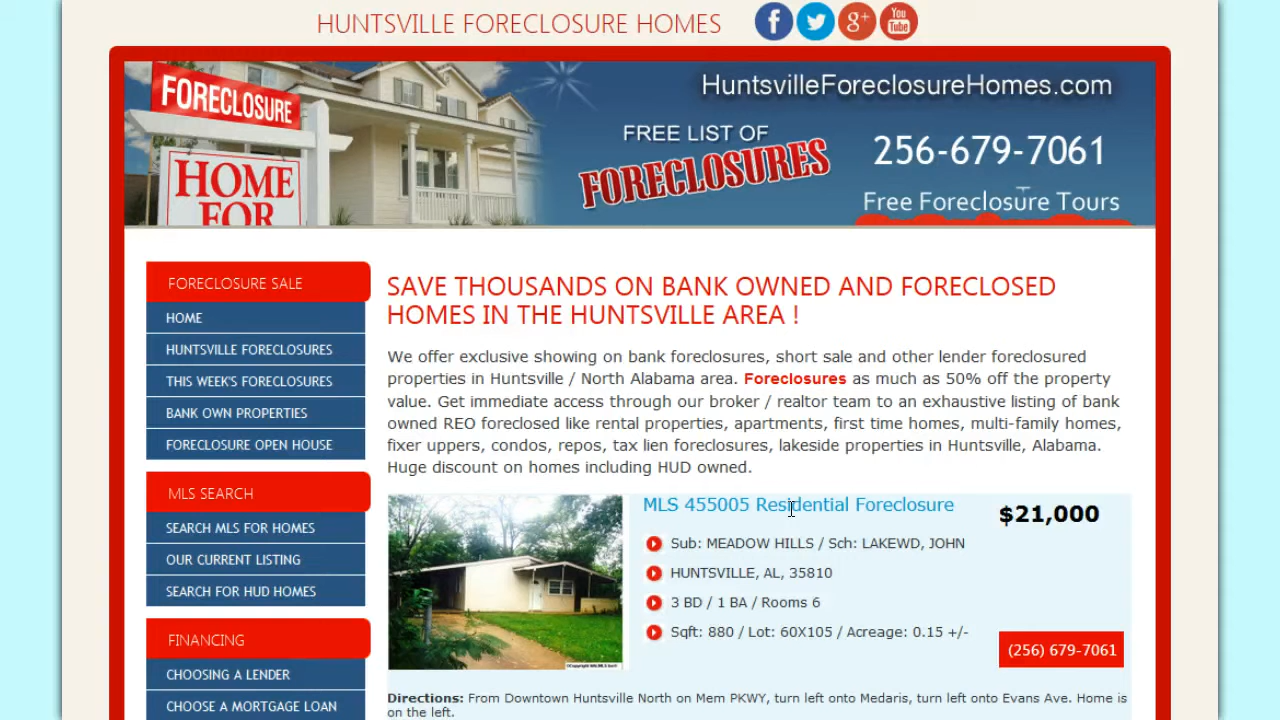 HUNTSVILLE FORECLOSURE HOMES
You
Tube
FORECLOSURE
HOME
FOR
HuntsvilleForeclosureHomes.com
FREE LIST OF
FORECLOSURES
256-679-7061
Free Foreclosure Tours
FORECLOSURE SALE
HOME
HUNTSVILLE FORECLOSURES
THIS WEEK'S FORECLOSURES
BANK OWN PROPERTIES
FORECLOSURE OPEN HOUSE
MLS SEARCH
SEARCH MLS FOR HOMES
OUR CURRENT LISTING
SEARCH FOR HUD HOMES
FINANCING
CHOOSING A LENDER
CHOOSE A MORTGAGE LOAN
SAVE THOUSANDS ON BANK OWNED AND FORECLOSED
HOMES IN THE HUNTSVILLE AREA !
We offer exclusive showing on bank foreclosures, short sale and other lender foreclosured
properties in Huntsville / North Alabama area. Foreclosures as much as 50% off the property
value. Get immediate access through our broker / realtor team to an exhaustive listing of bank
owned REO foreclosed like rental properties, apartments, first time homes, multi-family homes,
fixer uppers, condos, repos, tax lien foreclosures, lakeside properties in Huntsville, Alabama.
Huge discount on homes including HUD owned.
MLS 455005 Residential Foreclosure
$21,000
Sub: MEADOW HILLS / Sch: LAKEWD, JOHN
HUNTSVILLE, AL, 35810
3 BD / 1 BA / Rooms 6
Sqft: 880 / Lot: 60X105 / Acreage: 0.15 +/-
(256) 679-7061
Directions: From Downtown Huntsville North on Mem PKWY, turn left onto Medaris, turn left onto Evans Ave. Home is
on the left.